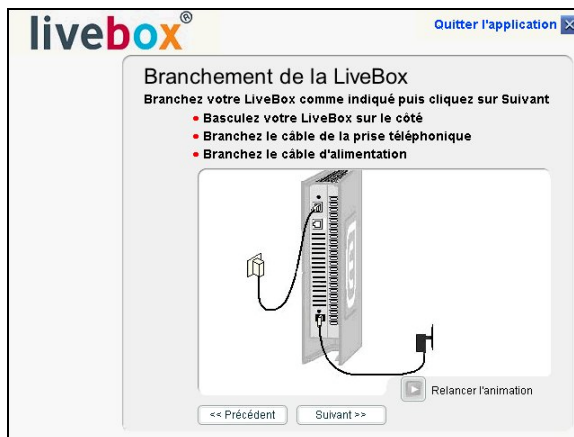 livebox®
Quitter l'application
Branchement de la LiveBox
Branchez votre LiveBox comme indiqué puis cliquez sur Suivant
Basculez votre LiveBox sur le côté
Branchez le câble de la prise téléphonique
Branchez le câble d'alimentation
Relancer l'animation
<< Précédent
Suivant >>